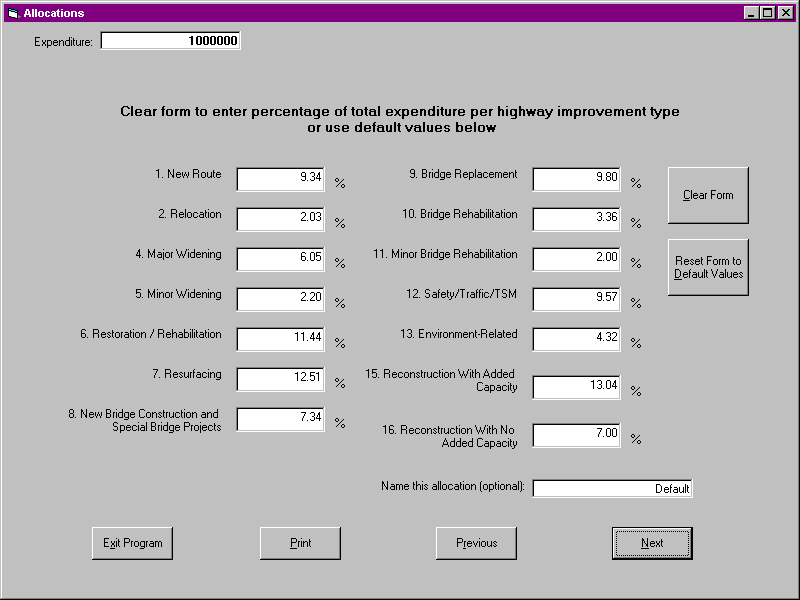 Allocations
Expenditure: 1000000
Clear form to enter percentage of total expenditure per highway improvement type
or use default values below
1. New Route 9.34 %
2. Relocation 2.03 %
4. Major Widening 6.05 %
5. Minor Widening 2.20 %
6. Restoration / Rehabilitation 11.44 %
7. Resurfacing 12.51 %
8. New Bridge Construction and
Special Bridge Projects 7.34 %
9. Bridge Replacement 9.80 %
10. Bridge Rehabilitation 3.36 %
11. Minor Bridge Rehabilitation 2.00 %
12. Safety/Traffic/TSM 9.57 %
13. Environment-Related 4.32 %
15. Reconstruction With Added
Capacity 13.04 %
16. Reconstruction With No
Added Capacity 7.00 %
Clear Form
Reset Form to
Default Values
Name this allocation (optional): Default
Exit Program
Print
Previous
Next